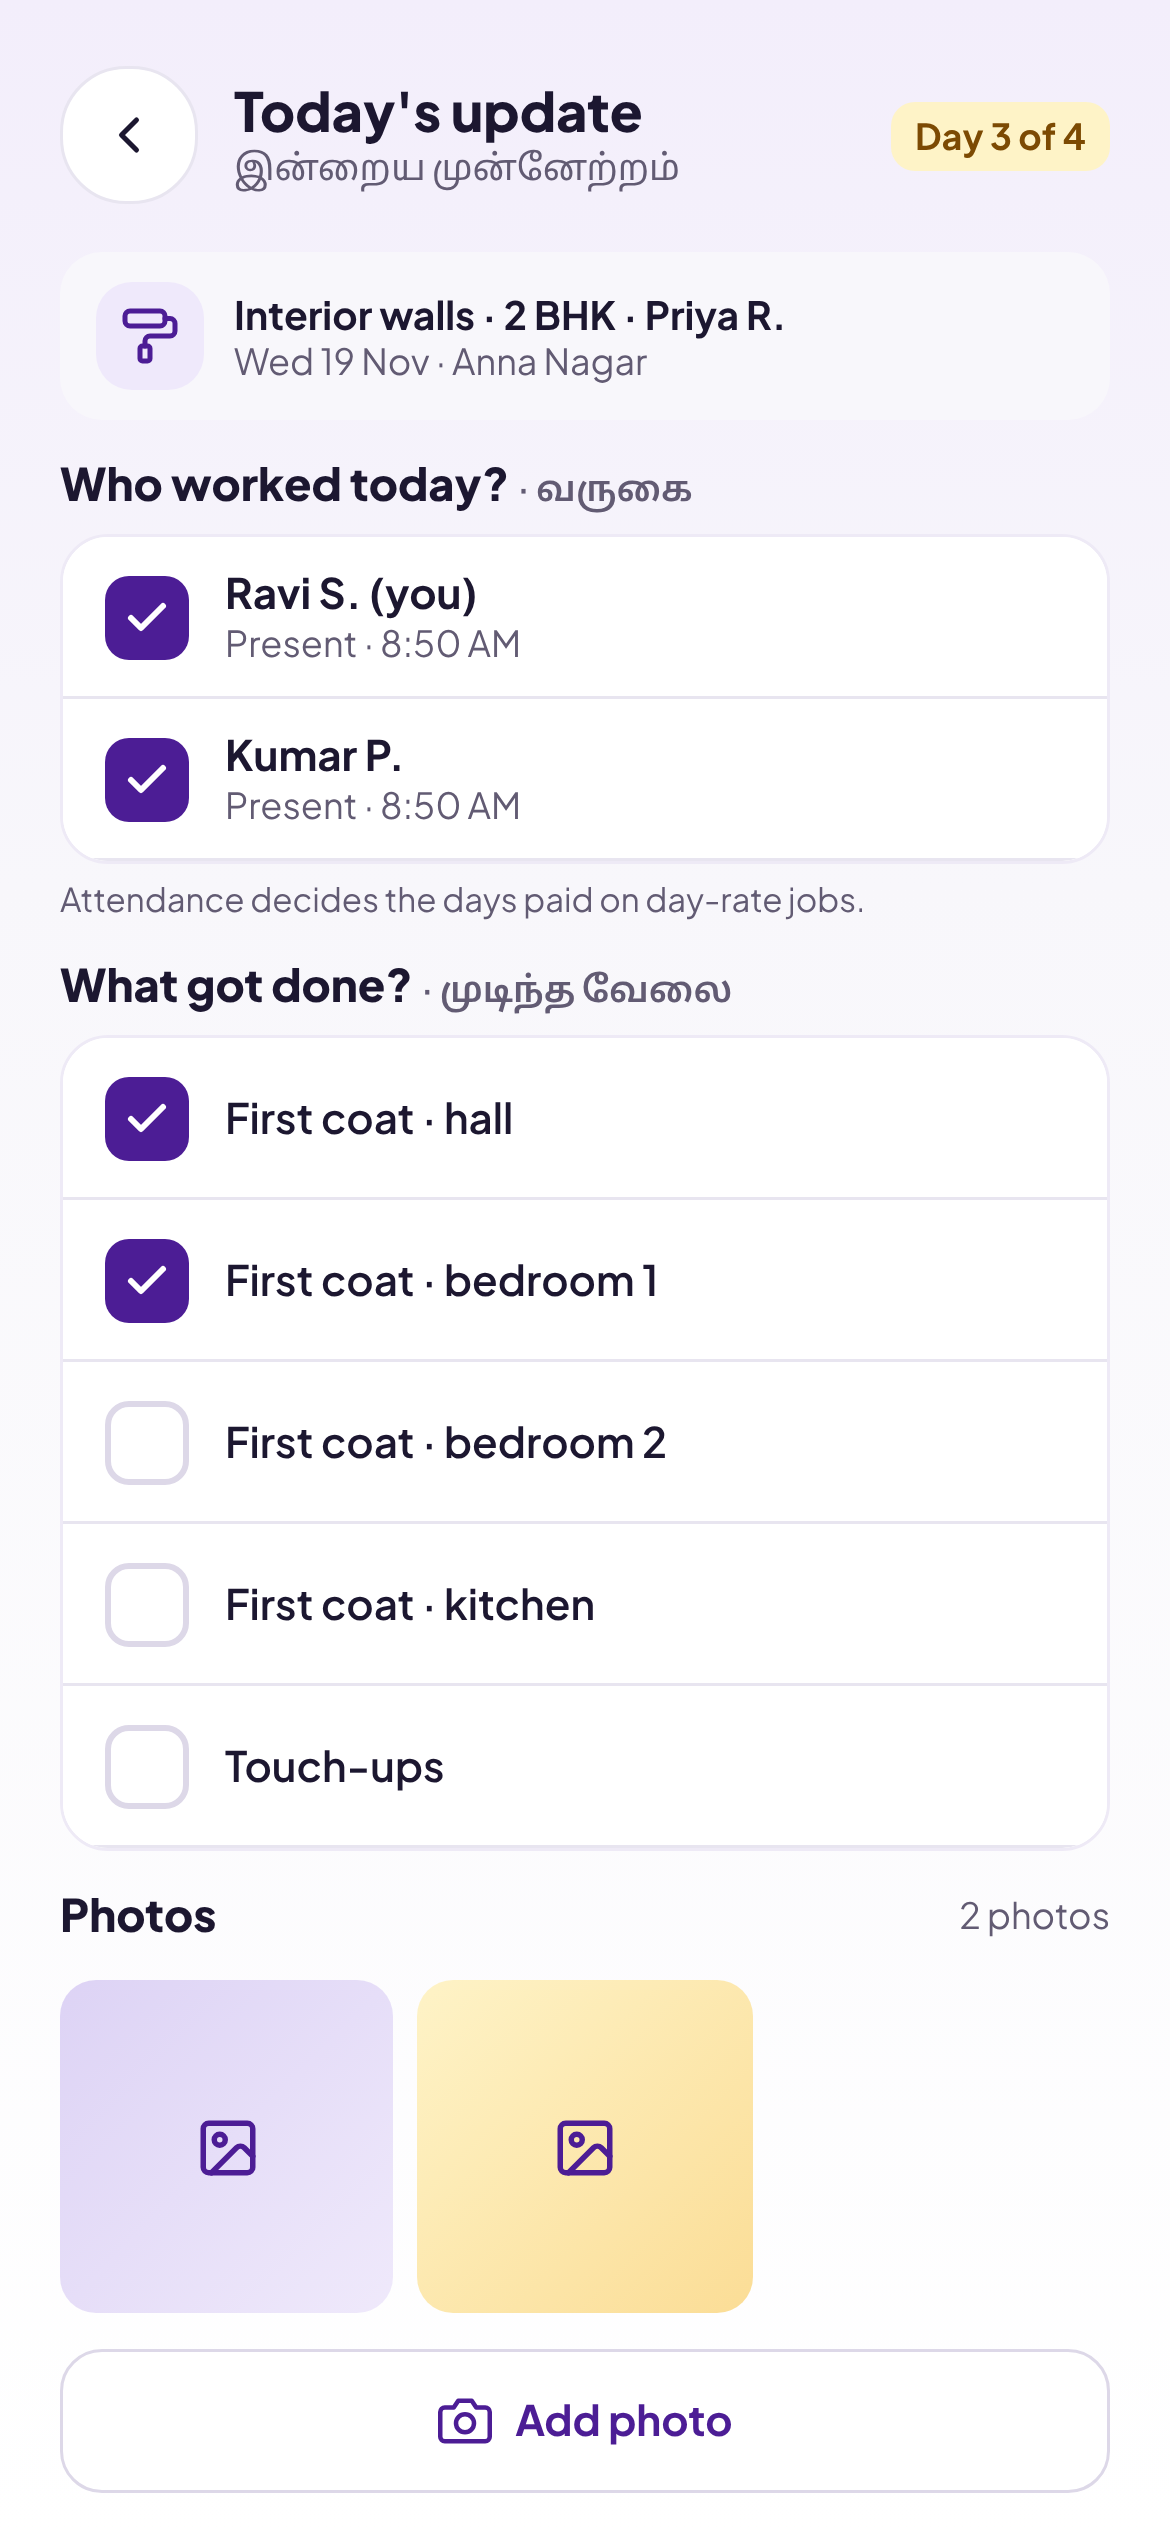 Today's update
இன்றைய முன்னேற்றம்
Day 3 of 4
Interior walls · 2 BHK · Priya R.
Wed 19 Nov · Anna Nagar
Who worked today? · வருகை
Ravi S. (you)
Present · 8:50 AM
Kumar P.
Present · 8:50 AM
Attendance decides the days paid on day-rate jobs.
What got done? · முடிந்த வேலை
First coat · hall
First coat · bedroom 1
First coat · bedroom 2
First coat · kitchen
Touch-ups
Photos
2 photos
Add photo